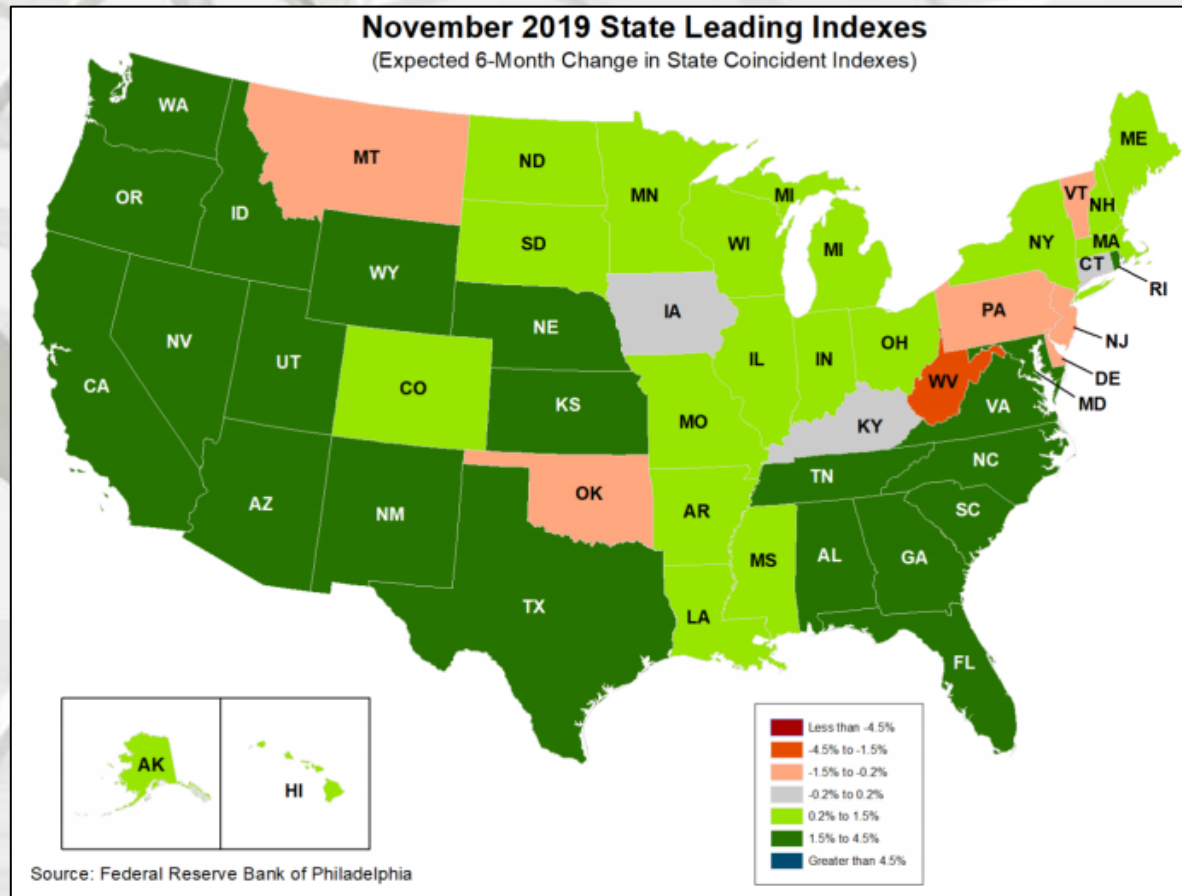 November 2019 State Leading Indexes
(Expected 6-Month Change in State Coincident Indexes)
WA
MT
ND
MN
ME
OR
ID
SD
WI
MI
MI
VT
NH
NY
MA
CT
RI
WY
IA
PA
NJ
NE
NV
UT
CO
IL
IN
OH
DE
MD
CA
KS
MO
WV
VA
KY
NC
TN
AZ
NM
OK
AR
SC
MS
AL
GA
TX
LA
FL
AK
HI
Less than -4.5%
-4.5% to -1.5%
-1.5% to -0.2%
-0.2% to 0.2%
0.2% to 1.5%
1.5% to 4.5%
Greater than 4.5%
Source: Federal Reserve Bank of Philadelphia